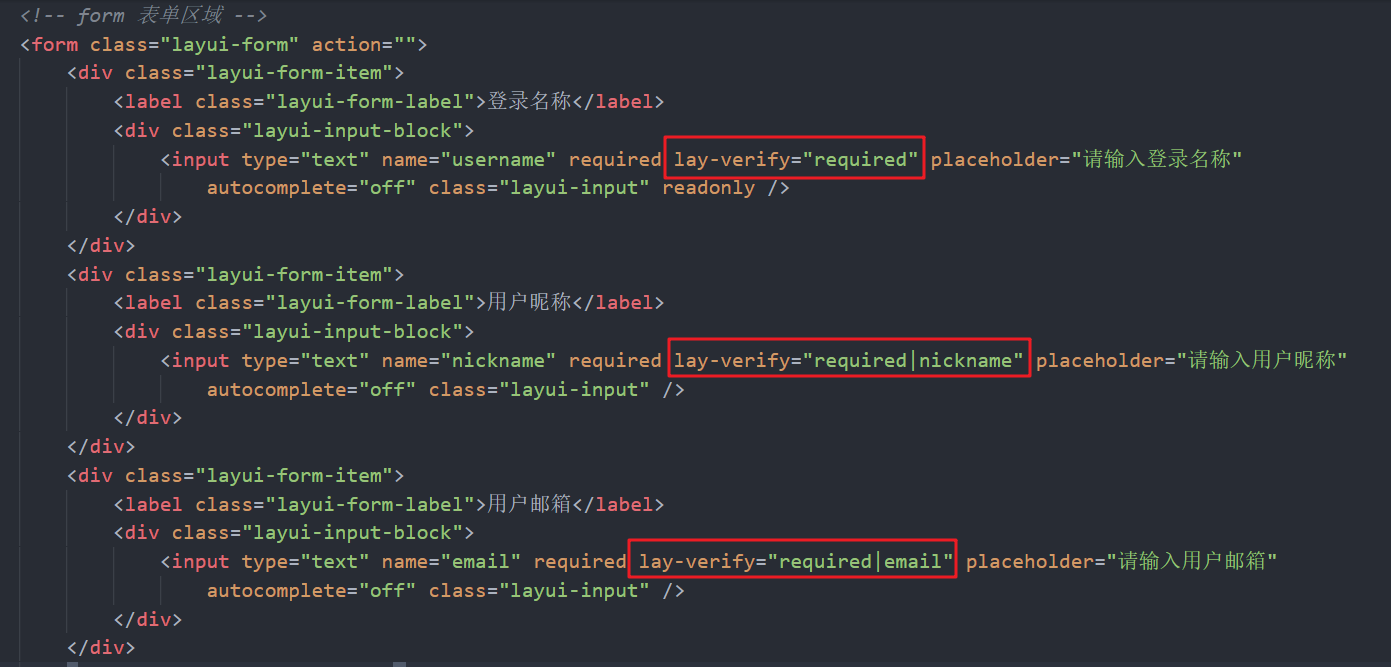 <!-- form 表单区域 -->
<form class="layui-form" action="">
<div class="layui-form-item">
<label class="layui-form-label">登录名称</label>
<div class="layui-input-block">
<input type="text" name="username" required lay-verify="required" placeholder="请输入登录名称"
autocomplete="off" class="layui-input" readonly />
</div>
</div>
<div class="layui-form-item">
<label class="layui-form-label">用户昵称</label>
<div class="layui-input-block">
<input type="text" name="nickname" required lay-verify="required|nickname" placeholder="请输入用户昵称"
autocomplete="off" class="layui-input" />
</div>
</div>
<div class="layui-form-item">
<label class="layui-form-label">用户邮箱</label>
<div class="layui-input-block">
<input type="text" name="email" required lay-verify="required|email" placeholder="请输入用户邮箱"
autocomplete="off" class="layui-input" />
</div>
</div>